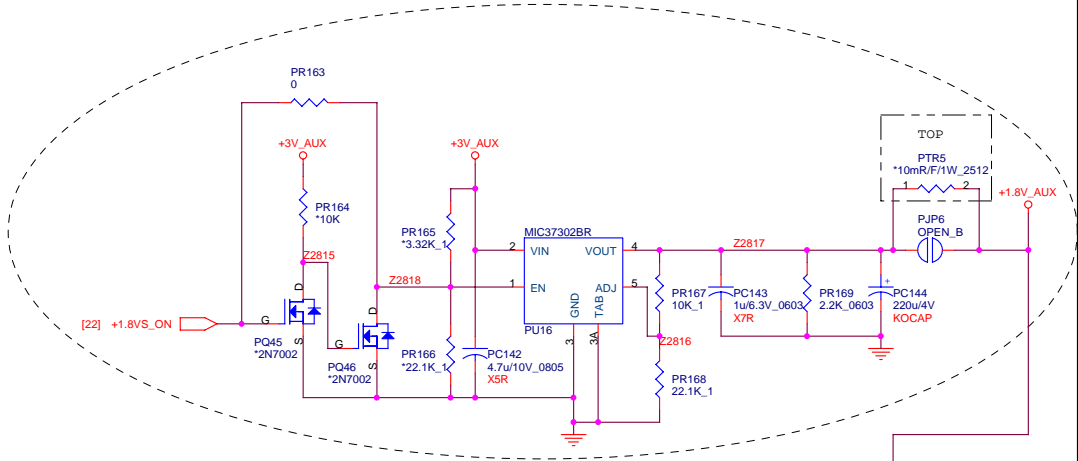 PR163
0
TOP
+3V_AUX
+3V_AUX
PTR5
*10mR/F/1W_2512
1
2
+1.8V_AUX
PR164
*10K
PR165
*3.32K_1
MIC37302BR
PJP6
OPEN_B
Z2815
Z2818
2
VIN
VOUT
4
Z2817
1
EN
ADJ
5
GND
TAB
3
3A
PU16
PR167
10K_1
PC143
1u/6.3V_0603
X7R
PR169
2.2K_0603
+
PC144
220u/4V
KOCAP
[22] +1.8VS_ON
G
D
S
PQ45
*2N7002
G
D
S
PQ46
*2N7002
PR166
*22.1K_1
PC142
4.7u/10V_0805
X5R
Z2816
PR168
22.1K_1